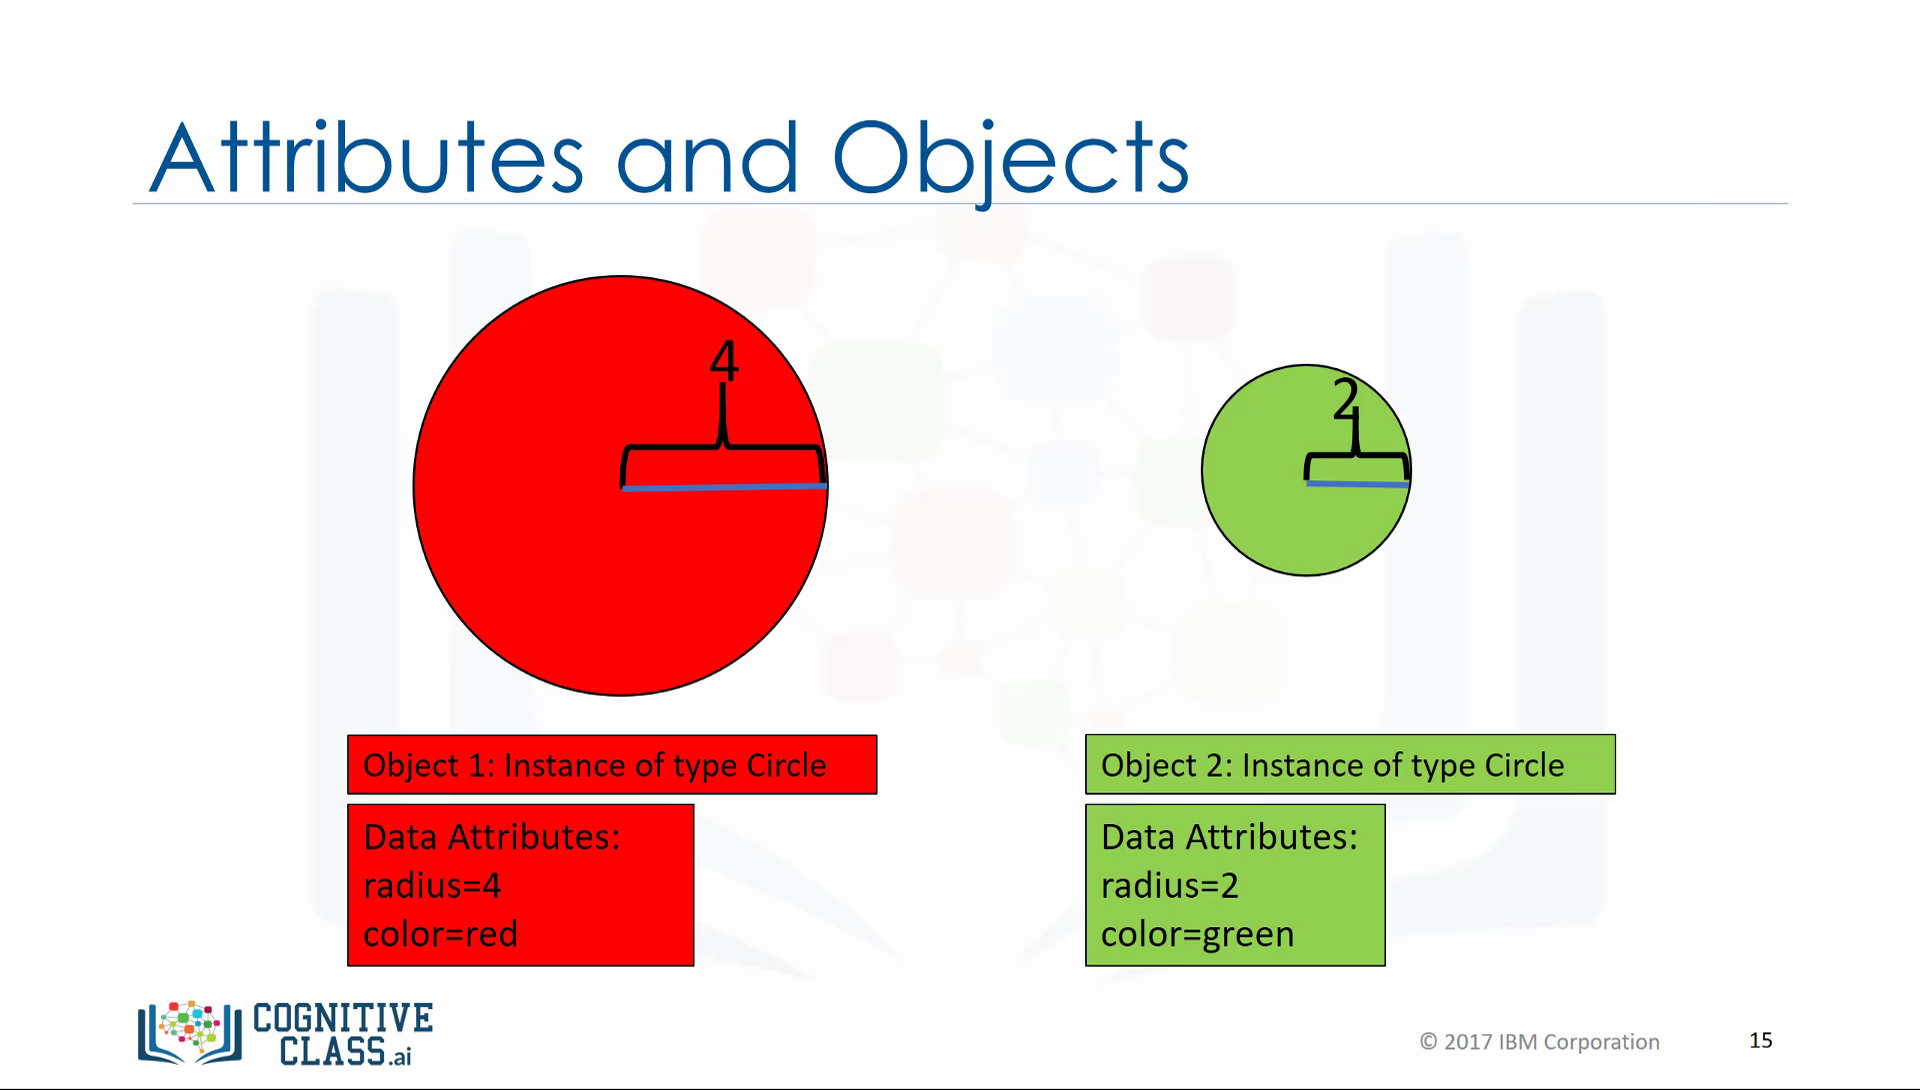 Attributes and Objects
4
2
Object 1: Instance of type Circle
Data Attributes:
radius=4
color=red
Object 2: Instance of type Circle
Data Attributes:
radius=2
color=green
COGNITIVE
CLASS.ai
© 2017 IBM Corporation
15